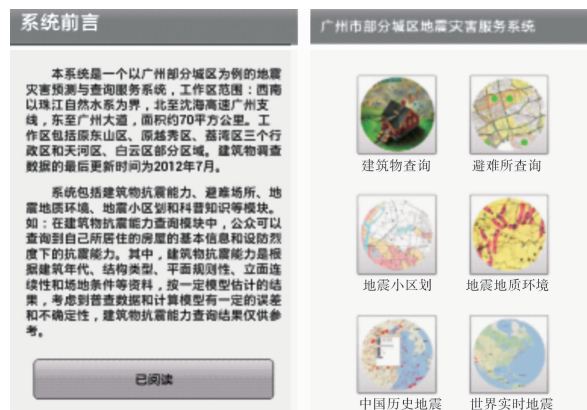 系统前言
本系统是一个以广州部分城区为例的地震
灾害预测与查询服务系统，工作区范围：西南
以珠江自然水系为界，北至沈海高速广州支
线，东至广州大道，面积约70平方公里。工
作区包括原东山区、原越秀区、荔湾区三个行
政区和天河区、白云区部分区域。建筑物调查
数据的最后更新时间为2012年7月。
系统包括建筑物抗震能力、避难场所、地
震地质环境、地震小区划和科普知识等模块。
如：在建筑物抗震能力查询模块中，公众可以
查询到自己所居住的房屋的基本信息和设防烈
度下的抗震能力。其中，建筑物抗震能力是根
据建筑年代、结构类型、平面规则性、立面连
续性和场地条件等资料，按一定模型估计的结
果，考虑到普查数据和计算模型有一定的误差
和不确定性，建筑物抗震能力查询结果仅供参
考。
已阅读
广州市部分城区地震灾害服务系统
建筑物查询
避难所查询
地震小区划
地震地质环境
中国历史地震
世界实时地震